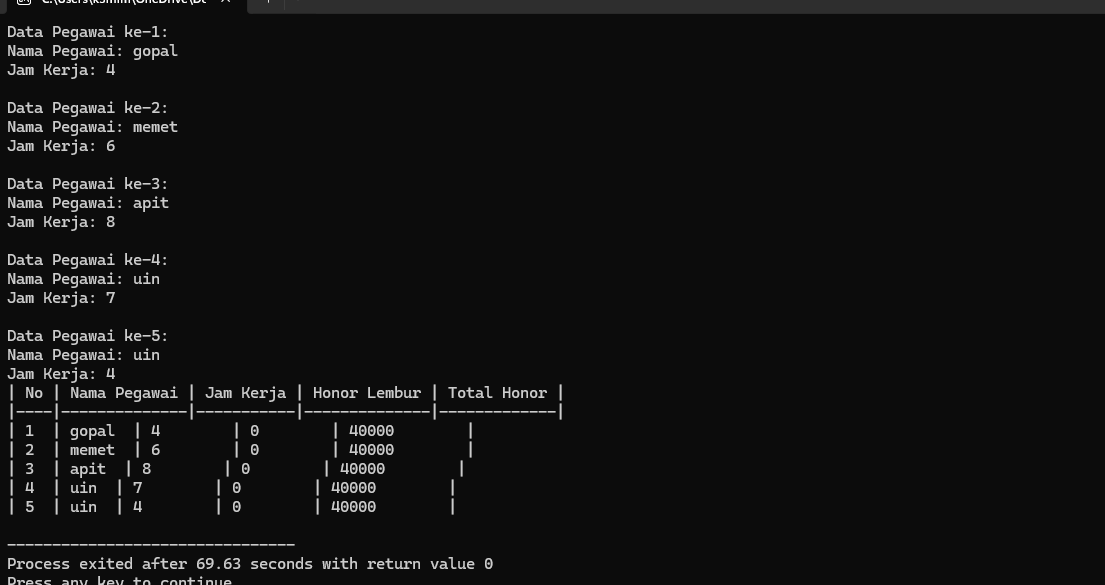 Data Pegawai ke-1:
Nama Pegawai: gopal
Jam Kerja: 4
Data Pegawai ke-2:
Nama Pegawai: memet
Jam Kerja: 6
Data Pegawai ke-3:
Nama Pegawai: apit
Jam Kerja: 8
Data Pegawai ke-4:
Nama Pegawai: uin
Jam Kerja: 7
Data Pegawai ke-5:
Nama Pegawai: uin
Jam Kerja: 4
| No | Nama Pegawai | Jam Kerja | Honor Lembur | Total Honor |
|----|--------------|-----------|--------------|-------------|
| 1  | gopal  | 4        | 0        | 40000        |
| 2  | memet  | 6        | 0        | 40000        |
| 3  | apit  | 8        | 0        | 40000        |
| 4  | uin  | 7        | 0        | 40000        |
| 5  | uin  | 4        | 0        | 40000        |
--------------------------------
Process exited after 69.63 seconds with return value 0
Press any key to continue